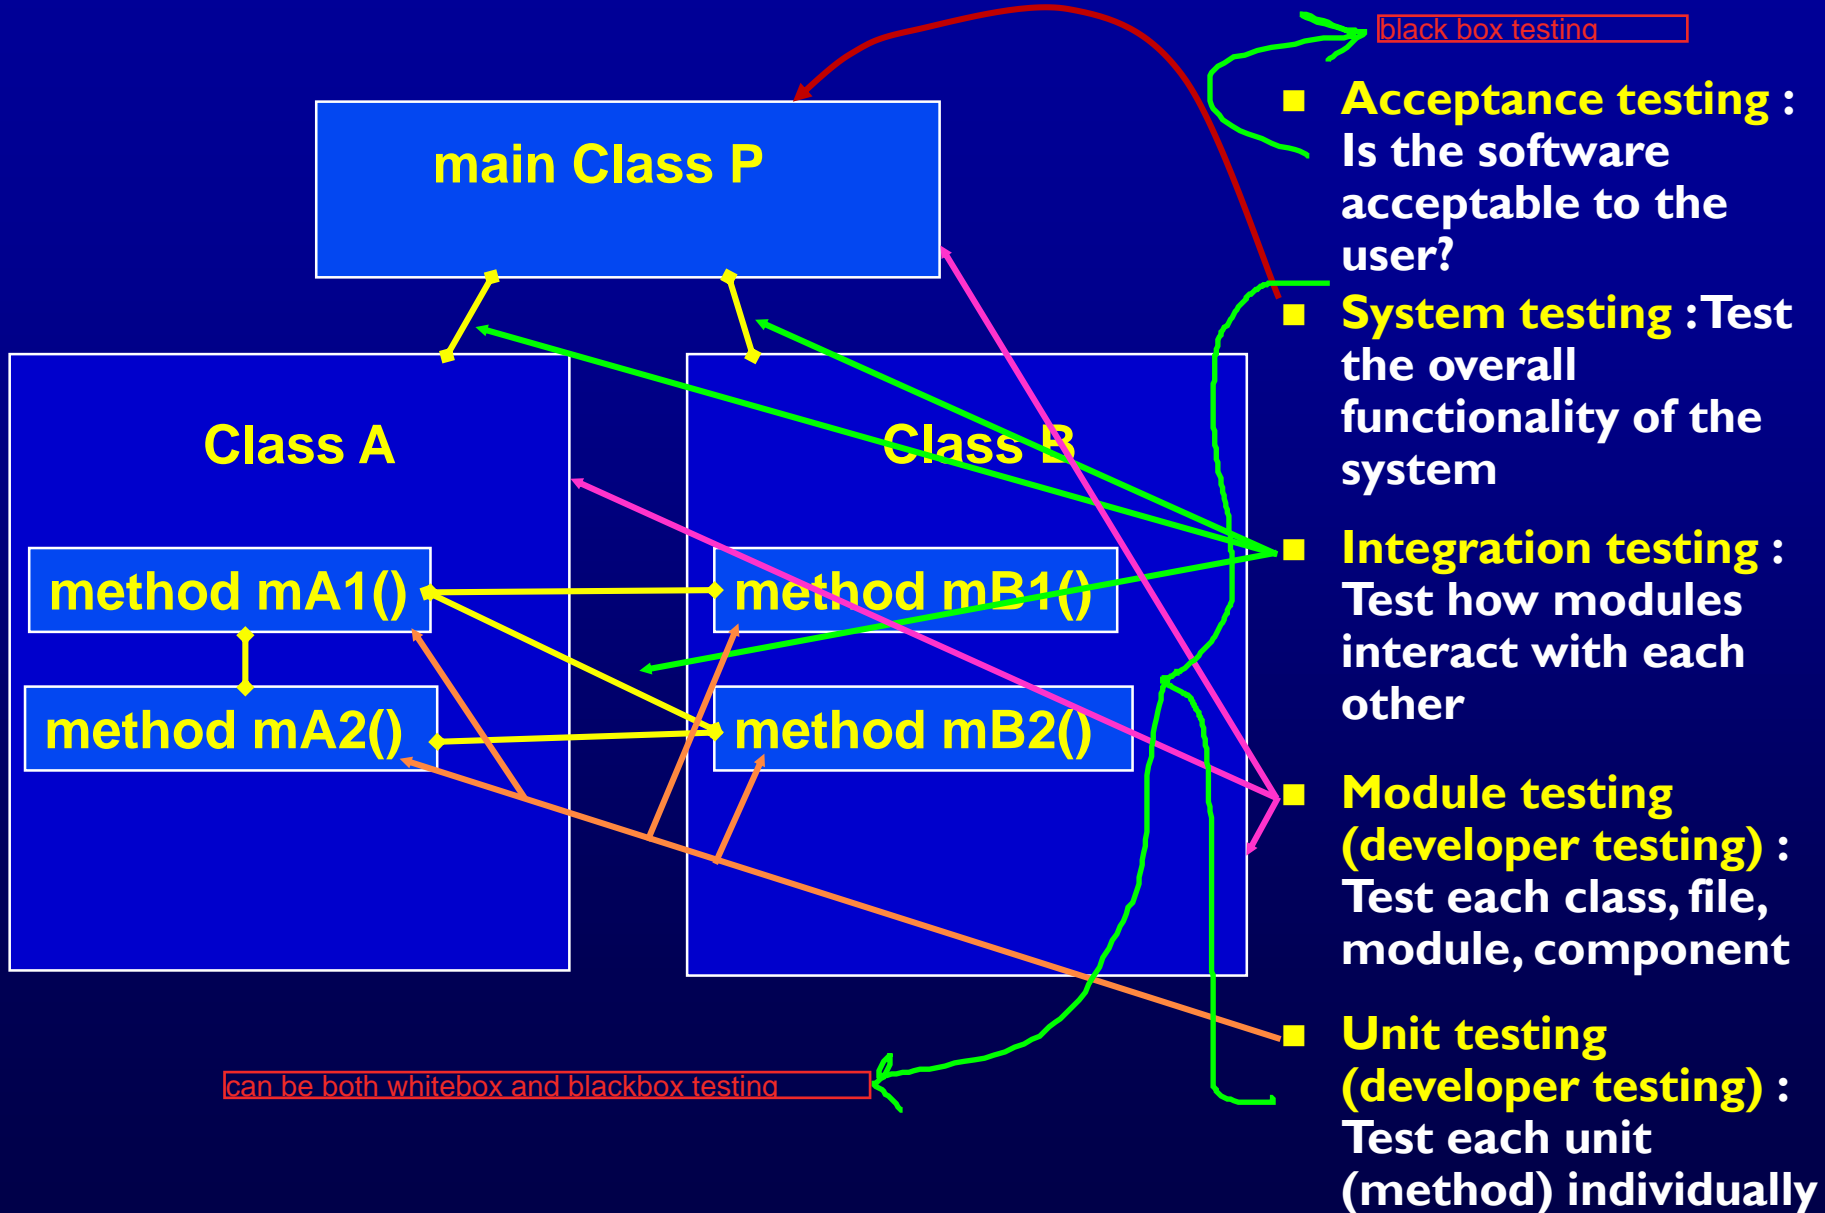 black box testing
main Class P
Class A
Class B
method mA1()
method mB1()
method mA2()
method mB2()
can be both whitebox and blackbox testing
■ Acceptance testing :
Is the software
acceptable to the
user?
■ System testing : Test
the overall
functionality of the
system
■ Integration testing :
Test how modules
interact with each
other
■ Module testing
(developer testing) :
Test each class, file,
module, component
■ Unit testing
(developer testing) :
Test each unit
(method) individually